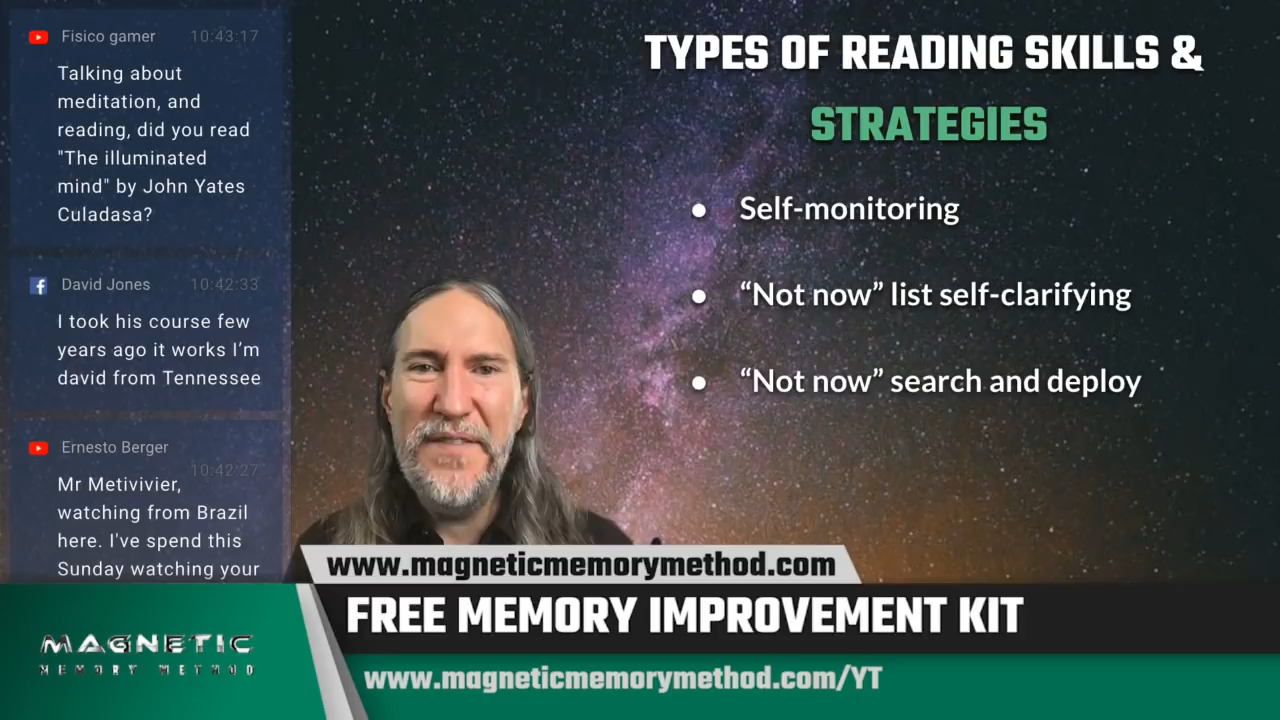 Fisico gamer 10:43:17
Talking about
meditation, and
reading, did you read
"The illuminated
mind" by John Yates
Culadasa?
David Jones 10:42:33
I took his course few
years ago it works I’m
david from Tennessee
Ernesto Berger
10:42:27
Mr Metivivier,
watching from Brazil
here. I've spend this
Sunday watching your
TYPES OF READING SKILLS &
STRATEGIES
• Self-monitoring
• “Not now” list self-clarifying
• “Not now” search and deploy
www.magneticmemorymethod.com
FREE MEMORY IMPROVEMENT KIT
www.magneticmemorymethod.com/YT
MAGNETIC
MEMORY METHOD